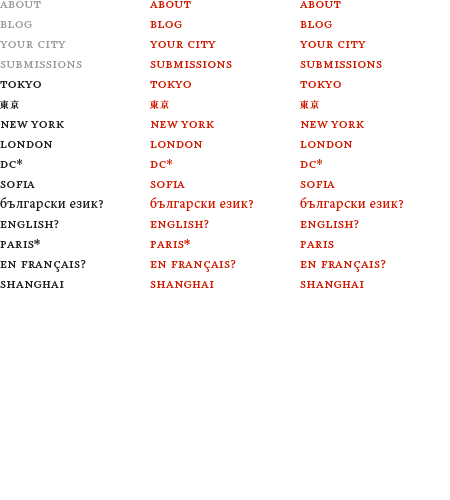 ABOUT
BLOG
YOUR CITY
SUBMISSIONS
TOKYO
東京
NEW YORK
LONDON
DC*
SOFIA
български език?
ENGLISH?
PARIS*
EN FRANÇAIS?
SHANGHAI
ABOUT
BLOG
YOUR CITY
SUBMISSIONS
TOKYO
東京
NEW YORK
LONDON
DC*
SOFIA
български език?
ENGLISH?
PARIS*
EN FRANÇAIS?
SHANGHAI
ABOUT
BLOG
YOUR CITY
SUBMISSIONS
TOKYO
東京
NEW YORK
LONDON
DC*
SOFIA
български език?
ENGLISH?
PARIS
EN FRANÇAIS?
SHANGHAI